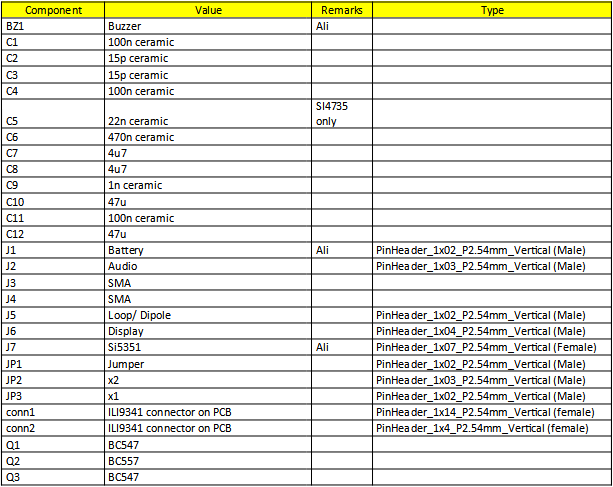 Component Value Remarks Type
BZ1 Buzzer Ali
C1 100n ceramic
C2 15p ceramic
C3 15p ceramic
C4 100n ceramic
SI4735
C5 22n ceramic only
C6 470n ceramic
C7 4u7
C8 4u7
C9 1n ceramic
C10 47u
C11 100n ceramic
C12 47u
J1 Battery Ali PinHeader_1x02_P2.54mm_Vertical (Male)
J2 Audio PinHeader_1x03_P2.54mm_Vertical (Male)
J3 SMA
J4 SMA
J5 Loop/ Dipole PinHeader_1x02_P2.54mm_Vertical (Male)
J6 Display PinHeader_1x04_P2.54mm_Vertical (Male)
J7 Si5351 Ali PinHeader_1x07_P2.54mm_Vertical (Female)
JP1 Jumper PinHeader_1x02_P2.54mm_Vertical (Male)
JP2 x2 PinHeader_1x03_P2.54mm_Vertical (Male)
JP3 x1 PinHeader_1x02_P2.54mm_Vertical (Male)
conn1 ILI9341 connector on PCB PinHeader_1x14_P2.54mm_Vertical (female)
conn2 ILI9341 connector on PCB PinHeader_1x4_P2.54mm_Vertical (female)
Q1 BC547
Q2 BC557
Q3 BC547